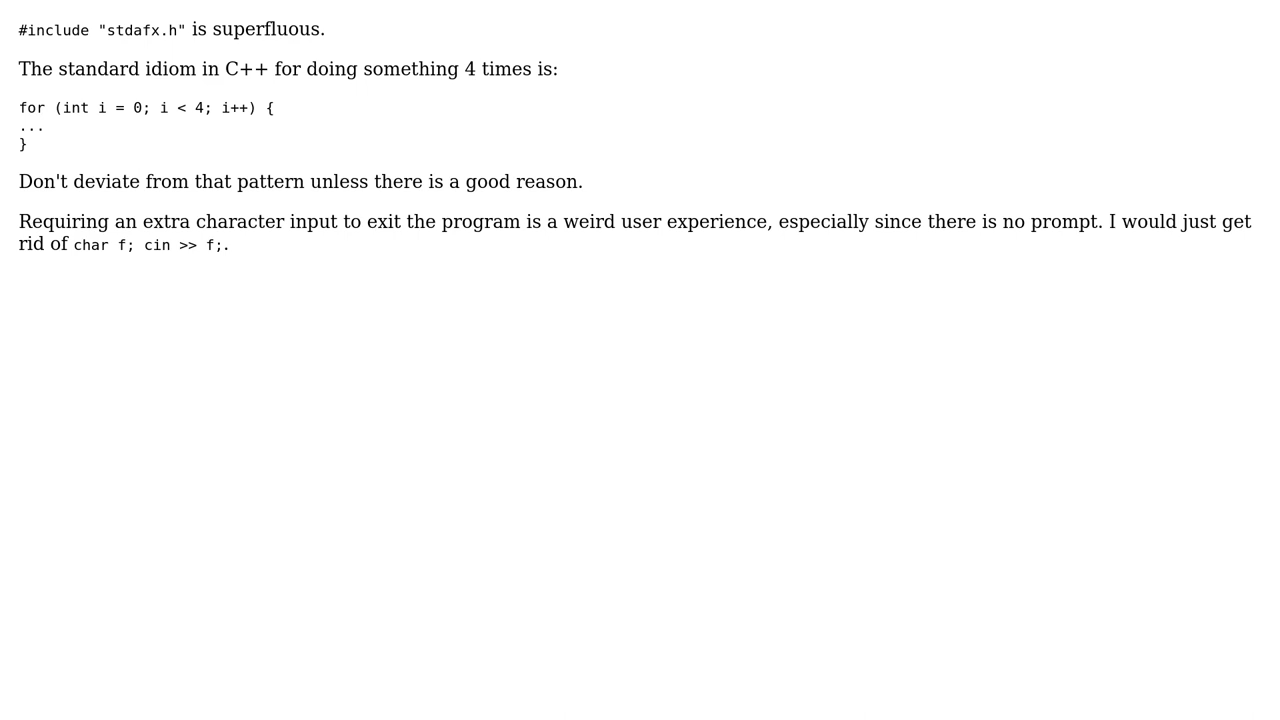 #include "stdafx.h" is superfluous.
The standard idiom in C++ for doing something 4 times is:
for (int i = 0; i < 4; i++) {
...
}
Don't deviate from that pattern unless there is a good reason.
Requiring an extra character input to exit the program is a weird user experience, especially since there is no prompt. I would just get
rid of char f; cin >> f;.